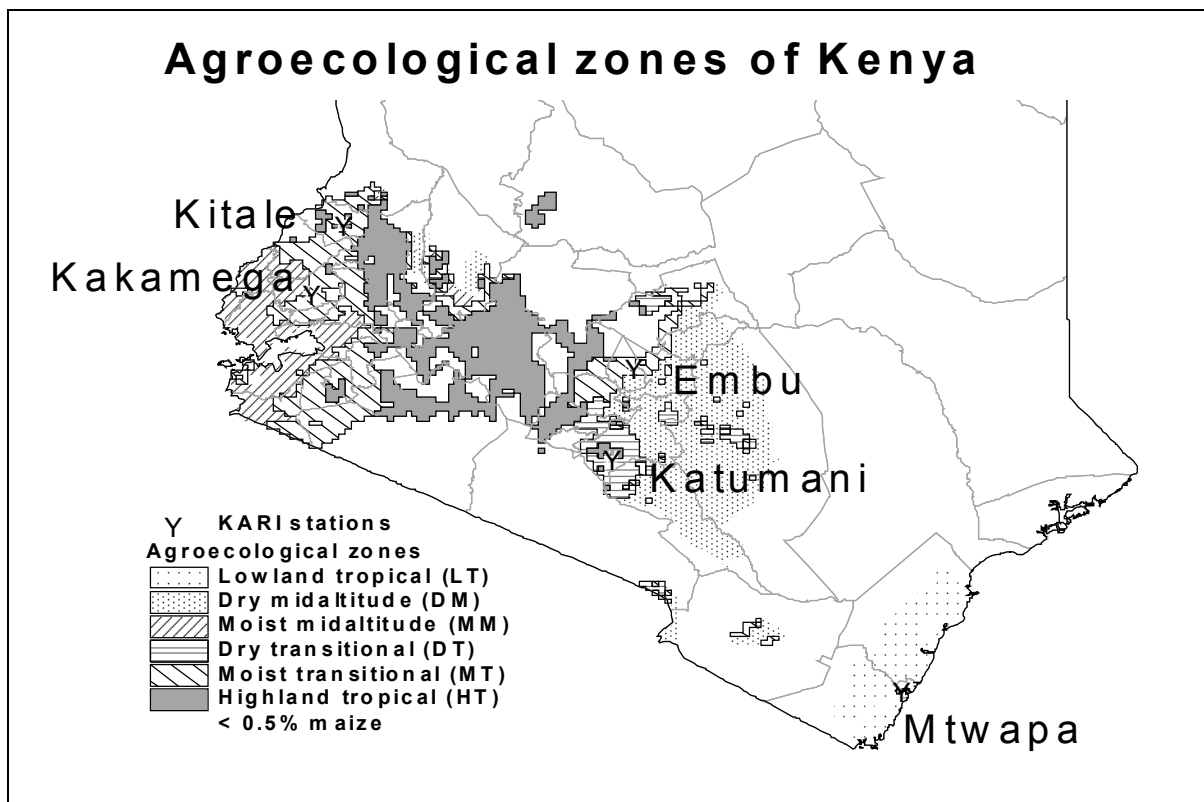 Agroecological zones of Kenya
Kitale
Kakamega
Embu
Katumani
Y KARI stations
Agroecological zones
Lowland tropical (LT)
Dry midaltitude (DM)
Moist midaltitude (MM)
Dry transitional (DT)
Moist transitional (MT)
Highland tropical (HT)
< 0.5% maize
Mtwapa